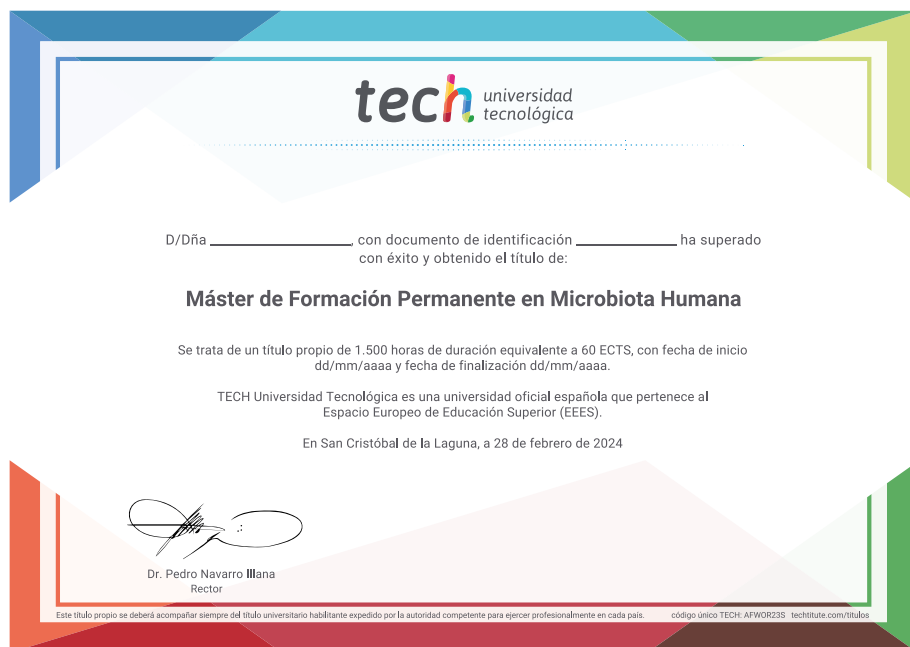 tech universidad
tecnológica
D/Dña ____________________, con documento de identificación ______________ ha superado
con éxito y obtenido el título de:
Máster de Formación Permanente en Microbiota Humana
Se trata de un título propio de 1.500 horas de duración equivalente a 60 ECTS, con fecha de inicio
dd/mm/aaaa y fecha de finalización dd/mm/aaaa.
TECH Universidad Tecnológica es una universidad oficial española que pertenece al
Espacio Europeo de Educación Superior (EEES).
En San Cristóbal de la Laguna, a 28 de febrero de 2024
Dr. Pedro Navarro Illana
Rector
Este título propio se deberá acompañar siempre del título universitario habilitante expedido por la autoridad competente para ejercer profesionalmente en cada país. código único TECH: AFWOR23S techtitute.com/titulos